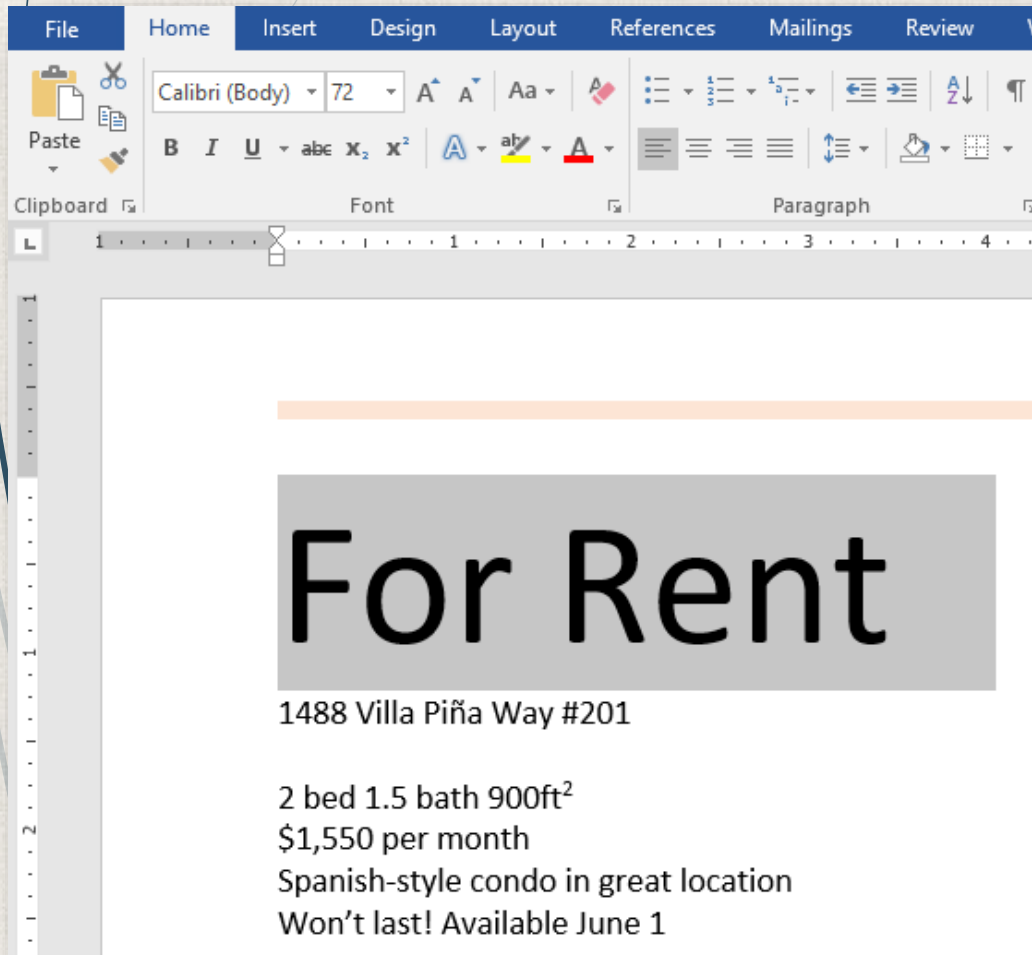 File Home Insert Design Layout References Mailings Review
Calibri (Body) 72 A A Aa A
Paste
B I U abc X₂ X² A ab A
Clipboard Font Paragraph
L 1 1 2 3 4
1
For Rent
1
1488 Villa Piña Way #201
2 bed 1.5 bath 900ft²
2
$1,550 per month
Spanish-style condo in great location
Won’t last! Available June 1